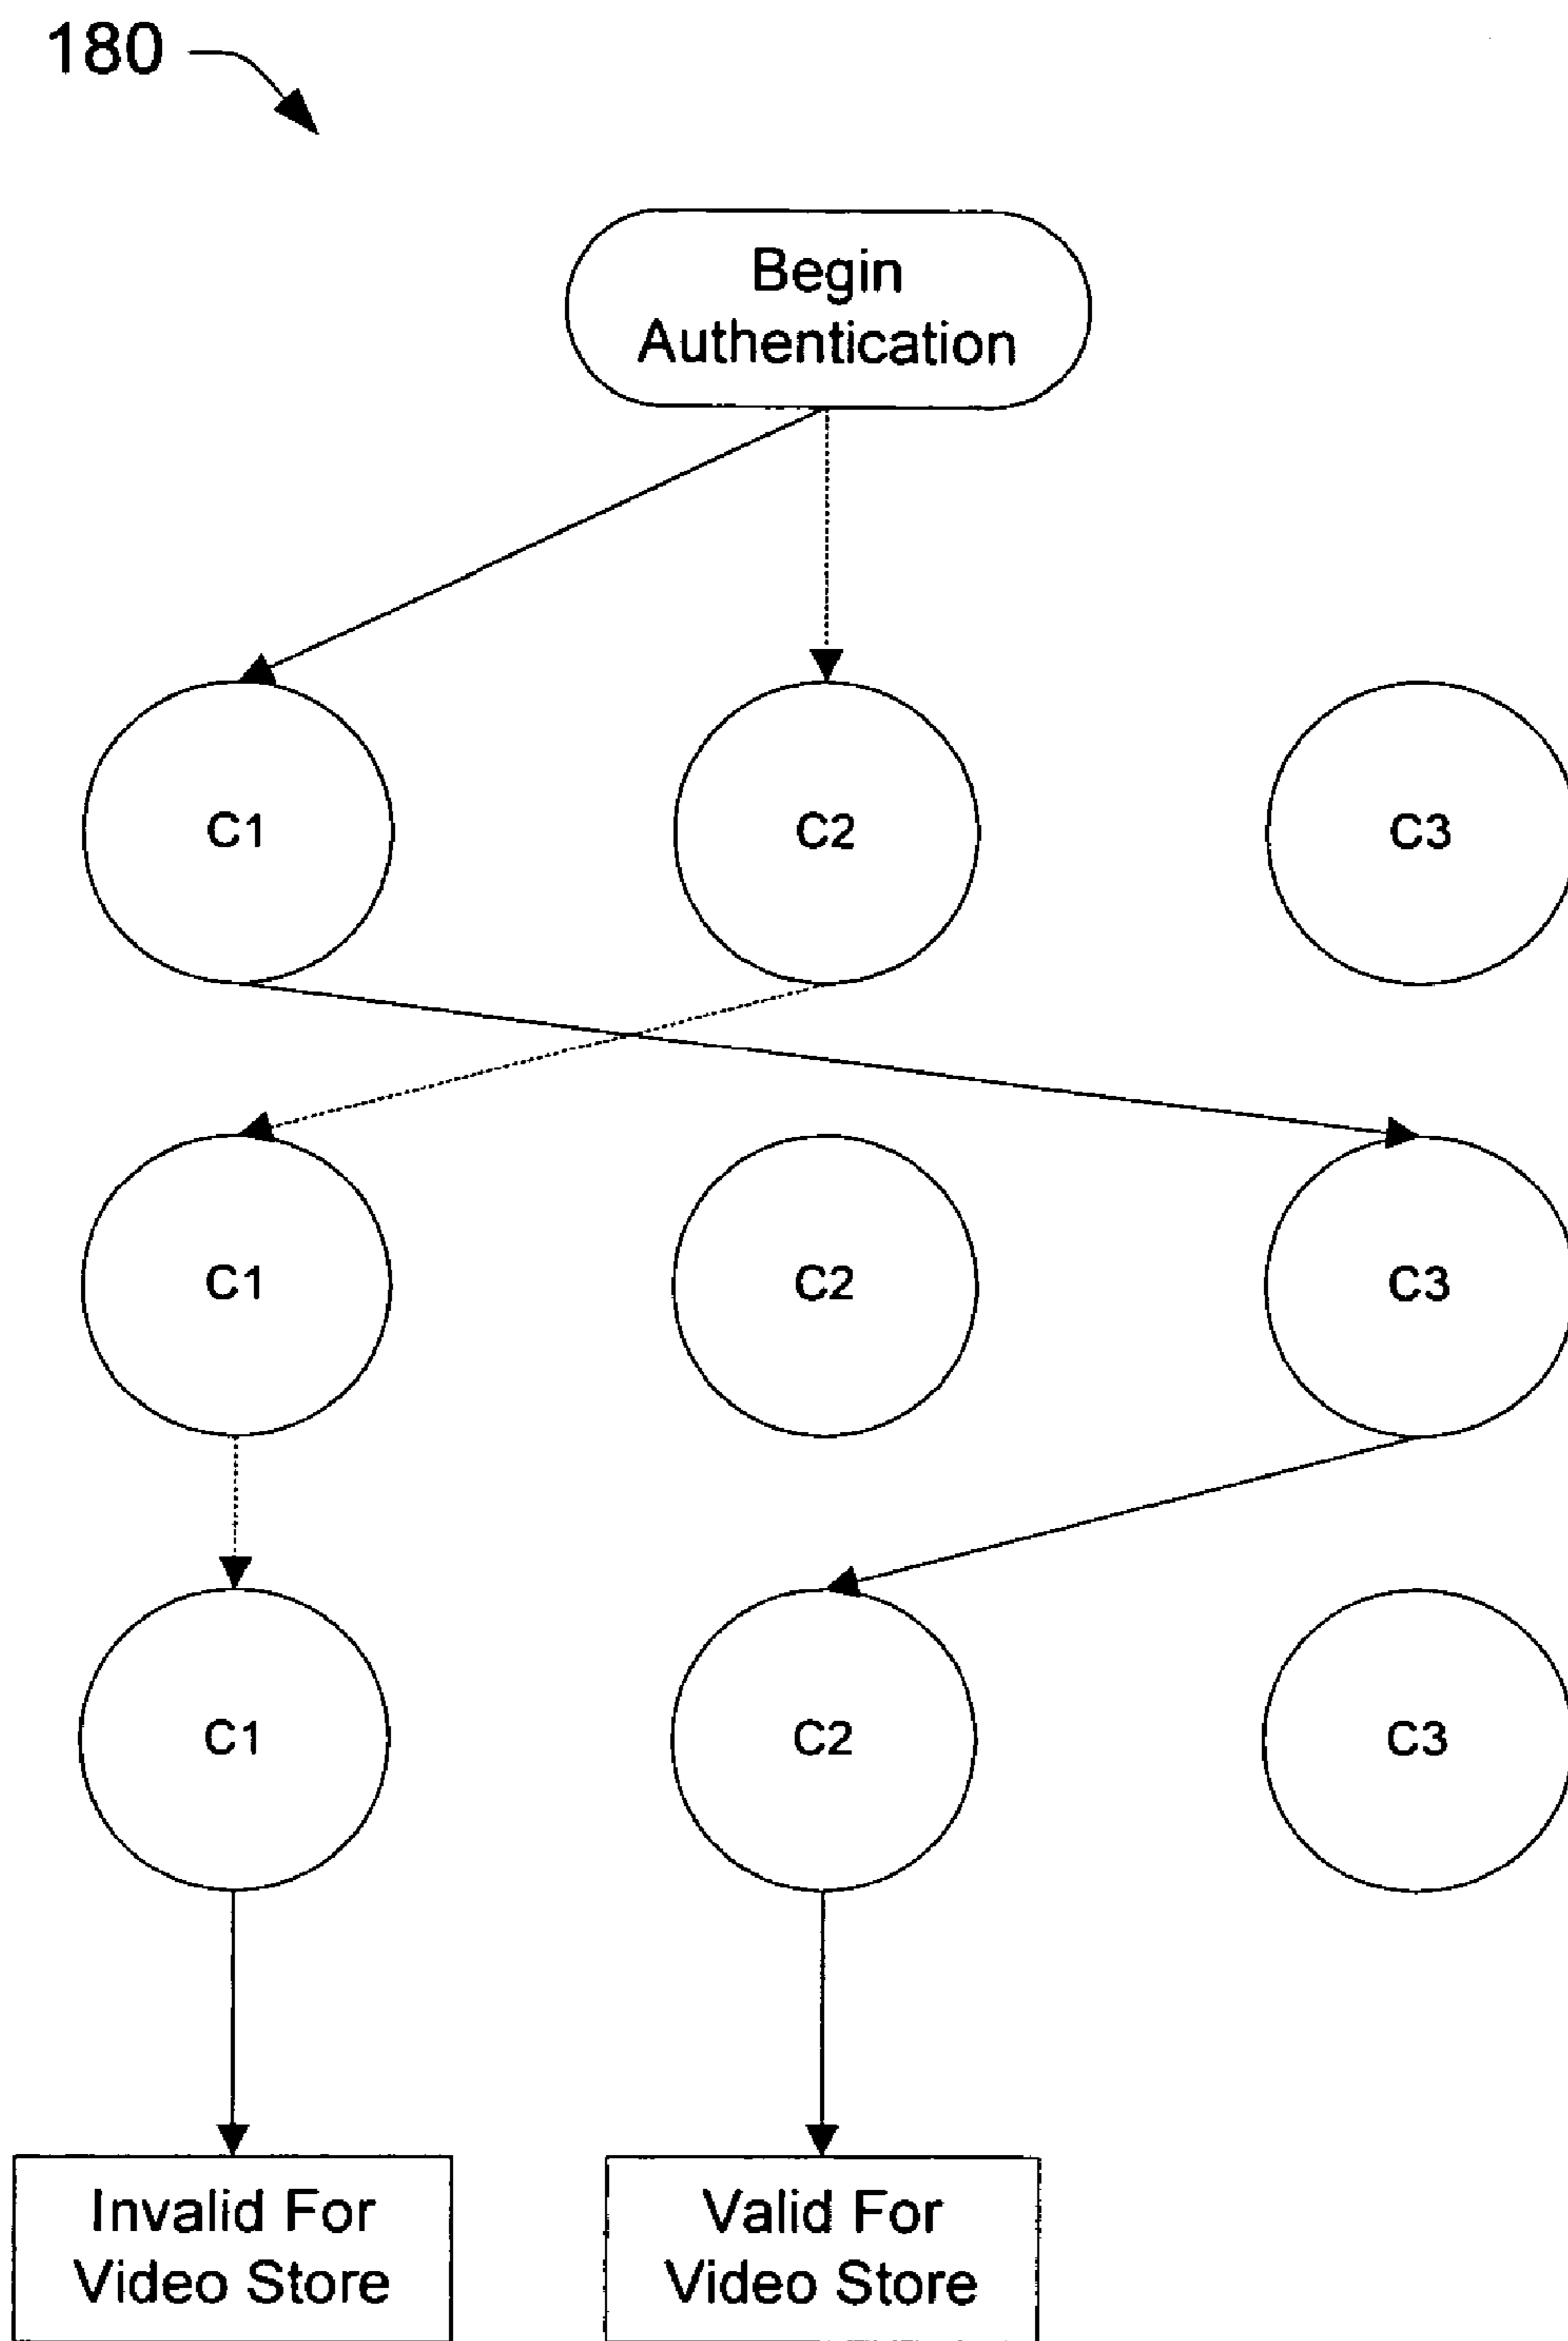 180
Begin
Authentication
C1 C2 C3
C1 C2 C3
C1 C2 C3
Invalid For
Video Store
Valid For
Video Store